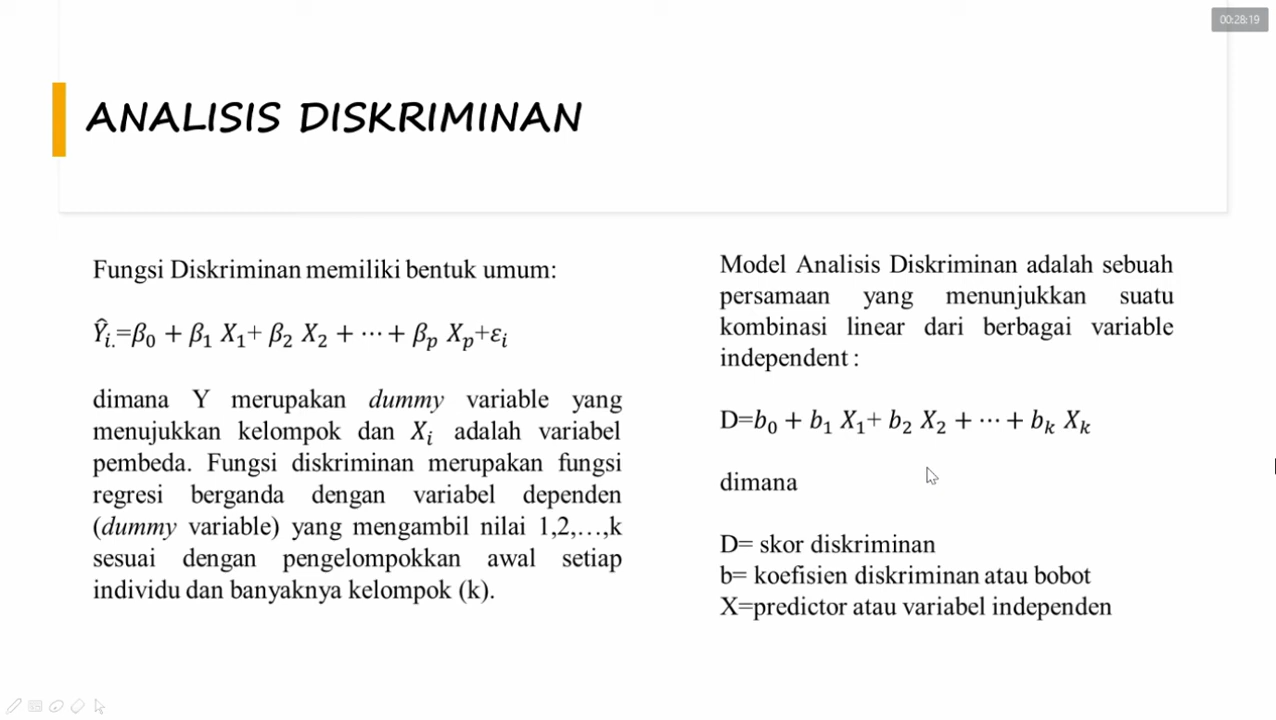 00:28:19
ANALISIS DISKRIMINAN
Fungsi Diskriminan memiliki bentuk umum:
Ŷᵢ.=β₀ + β₁ X₁+ β₂ X₂ + ⋯ + βₚ Xₚ+εᵢ
dimana Y merupakan dummy variable yang
menujukkan kelompok dan Xᵢ adalah variabel
pembeda. Fungsi diskriminan merupakan fungsi
regresi berganda dengan variabel dependen
(dummy variable) yang mengambil nilai 1,2,…,k
sesuai dengan pengelompokkan awal setiap
individu dan banyaknya kelompok (k).
Model Analisis Diskriminan adalah sebuah
persamaan yang menunjukkan suatu
kombinasi linear dari berbagai variable
independent :
D=b₀ + b₁ X₁+ b₂ X₂ + ⋯ + bₖ Xₖ
dimana
D= skor diskriminan
b= koefisien diskriminan atau bobot
X=predictor atau variabel independen